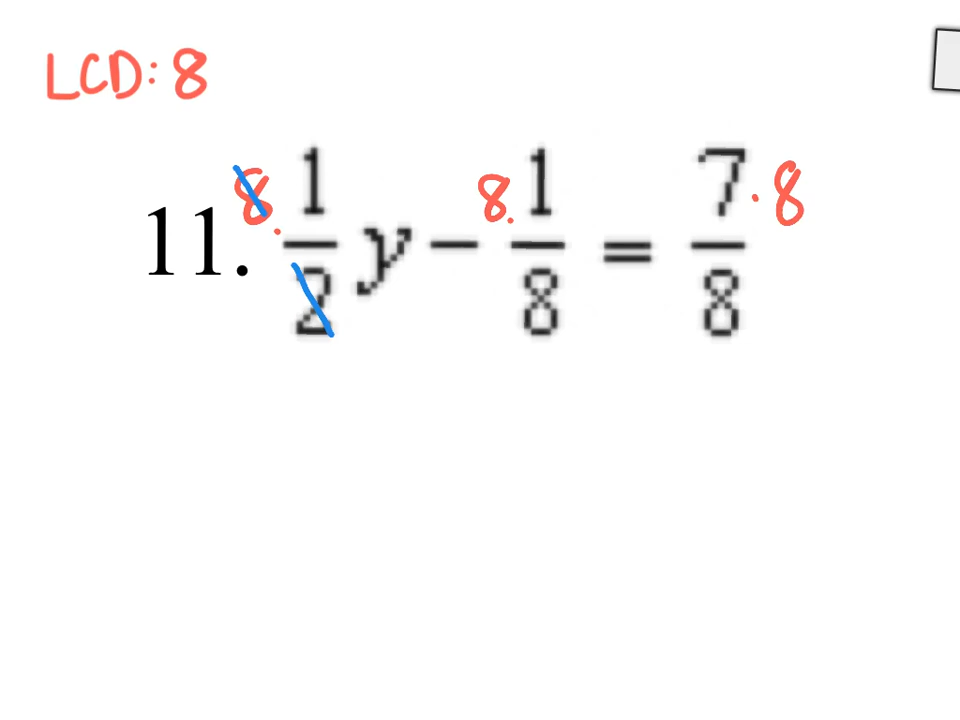 LCD: 8
11. 8 · 1/2 y − 8 · 1/8 = 7/8 · 8